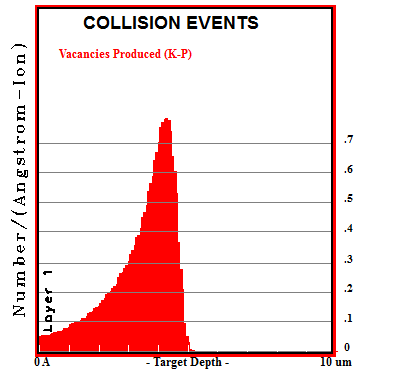 COLLISION EVENTS
Vacancies Produced (K-P)
Number/(Angstrom-Ion)
.7
.6
.5
.4
.3
.2
.1
0
Layer 1
0 A
- Target Depth -
10 um